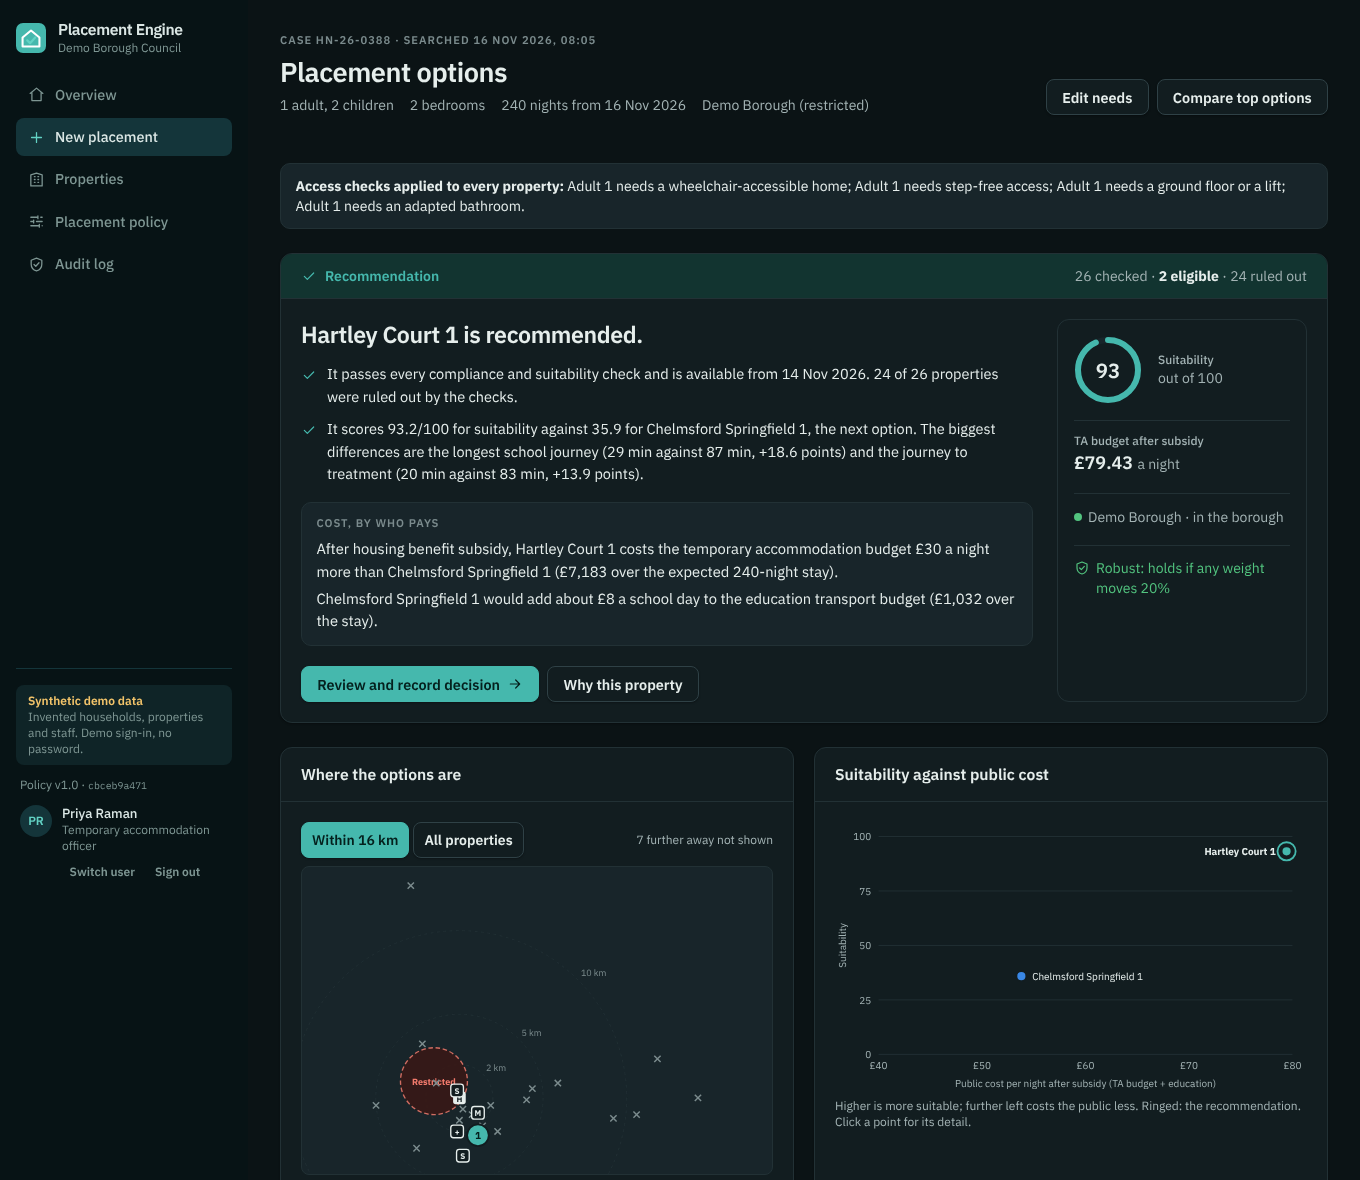 Placement Engine
Demo Borough Council
Overview
New placement
Properties
Placement policy
Audit log
Synthetic demo data
Invented households, properties
and staff. Demo sign-in, no
password.
Policy v1.0 · cbceb9a471
PR
Priya Raman
Temporary accommodation
officer
Switch user
Sign out
CASE HN-26-0388 · SEARCHED 16 NOV 2026, 08:05
Placement options
1 adult, 2 children 2 bedrooms 240 nights from 16 Nov 2026 Demo Borough (restricted)
Edit needs
Compare top options
Access checks applied to every property: Adult 1 needs a wheelchair-accessible home; Adult 1 needs step-free access; Adult 1 needs a ground floor or a lift;
Adult 1 needs an adapted bathroom.
Recommendation
26 checked · 2 eligible · 24 ruled out
Hartley Court 1 is recommended.
It passes every compliance and suitability check and is available from 14 Nov 2026. 24 of 26 properties
were ruled out by the checks.
It scores 93.2/100 for suitability against 35.9 for Chelmsford Springfield 1, the next option. The biggest
differences are the longest school journey (29 min against 87 min, +18.6 points) and the journey to
treatment (20 min against 83 min, +13.9 points).
COST, BY WHO PAYS
After housing benefit subsidy, Hartley Court 1 costs the temporary accommodation budget £30 a night
more than Chelmsford Springfield 1 (£7,183 over the expected 240-night stay).
Chelmsford Springfield 1 would add about £8 a school day to the education transport budget (£1,032 over
the stay).
Review and record decision
Why this property
93
Suitability
out of 100
TA budget after subsidy
£79.43 a night
Demo Borough · in the borough
Robust: holds if any weight
moves 20%
Where the options are
Within 16 km
All properties
7 further away not shown
10 km
5 km
2 km
Restricted
S
H
M
+
1
S
Suitability against public cost
100
Hartley Court 1
75
50
Chelmsford Springfield 1
25
0
Suitability
£40
£50
£60
£70
£80
Public cost per night after subsidy (TA budget + education)
Higher is more suitable; further left costs the public less. Ringed: the recommendation.
Click a point for its detail.